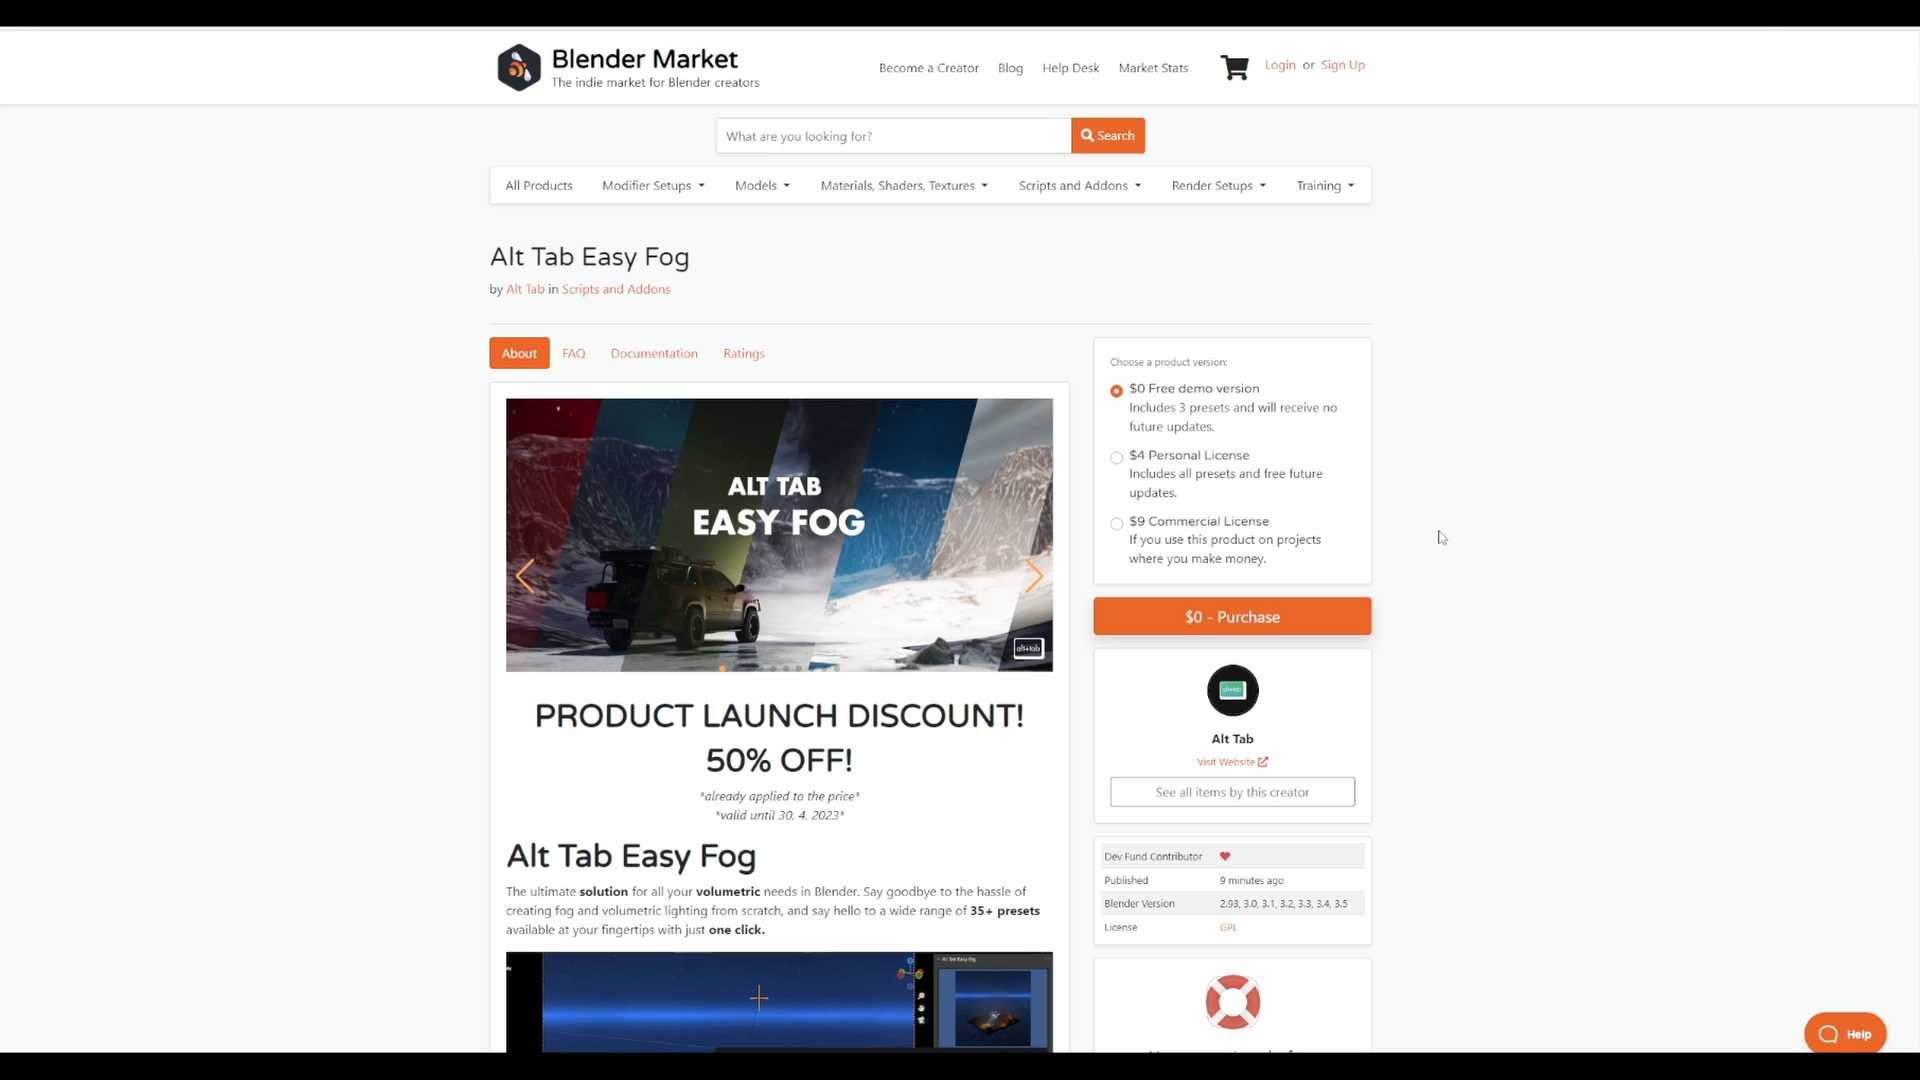 Blender Market
The indie market for Blender creators
Become a Creator
Blog
Help Desk
Market Stats
Login or Sign Up
What are you looking for?
Search
All Products
Modifier Setups
Models
Materials, Shaders, Textures
Scripts and Addons
Render Setups
Training
Alt Tab Easy Fog
by Alt Tab in Scripts and Addons
About
FAQ
Documentation
Ratings
ALT TAB
EASY FOG
alt+tab
PRODUCT LAUNCH DISCOUNT!
50% OFF!
*already applied to the price*
*valid until 30. 4. 2023*
Alt Tab Easy Fog
The ultimate solution for all your volumetric needs in Blender. Say goodbye to the hassle of
creating fog and volumetric lighting from scratch, and say hello to a wide range of 35+ presets
available at your fingertips with just one click.
Alt Tab Easy Fog
Choose a product version:
$0 Free demo version
Includes 3 presets and will receive no
future updates.
$4 Personal License
Includes all presets and free future
updates.
$9 Commercial License
If you use this product on projects
where you make money.
$0 - Purchase
alt+tab
Alt Tab
Visit Website
See all items by this creator
Dev Fund Contributor
Published 9 minutes ago
Blender Version 2.93, 3.0, 3.1, 3.2, 3.3, 3.4, 3.5
License GPL
Help